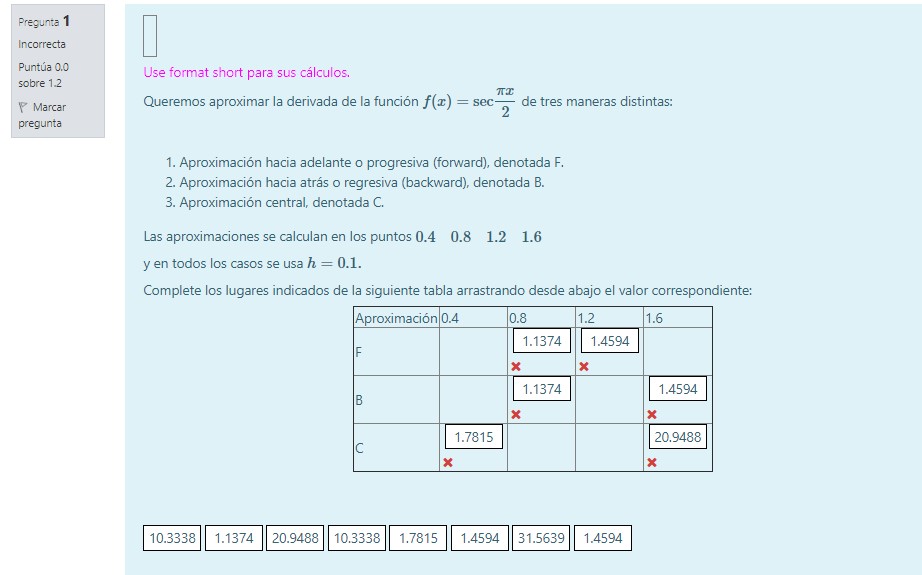 Pregunta 1
Incorrecta
Puntúa 0.0
sobre 1.2
Marcar
pregunta
Use format short para sus cálculos.
Queremos aproximar la derivada de la función f(x) = sec πx/2 de tres maneras distintas:
1. Aproximación hacia adelante o progresiva (forward), denotada F.
2. Aproximación hacia atrás o regresiva (backward), denotada B.
3. Aproximación central, denotada C.
Las aproximaciones se calculan en los puntos 0.4 0.8 1.2 1.6
y en todos los casos se usa h = 0.1.
Complete los lugares indicados de la siguiente tabla arrastrando desde abajo el valor correspondiente:
Aproximación 0.4 0.8 1.2 1.6
F 1.1374 1.4594
B 1.1374 1.4594
C 1.7815 20.9488
10.3338 1.1374 20.9488 10.3338 1.7815 1.4594 31.5639 1.4594